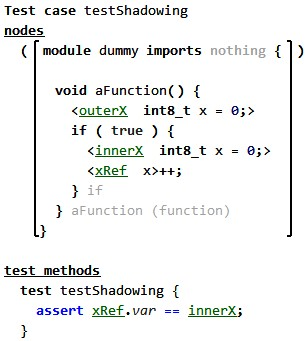 Test case testShadowing
nodes
( module dummy imports nothing { )
void aFunction() {
<outerX int8_t x = 0;>
if ( true ) {
<innerX int8_t x = 0;>
<xRef x>++;
} if
} aFunction (function)
}
test methods
test testShadowing {
assert xRef.var == innerX;
}